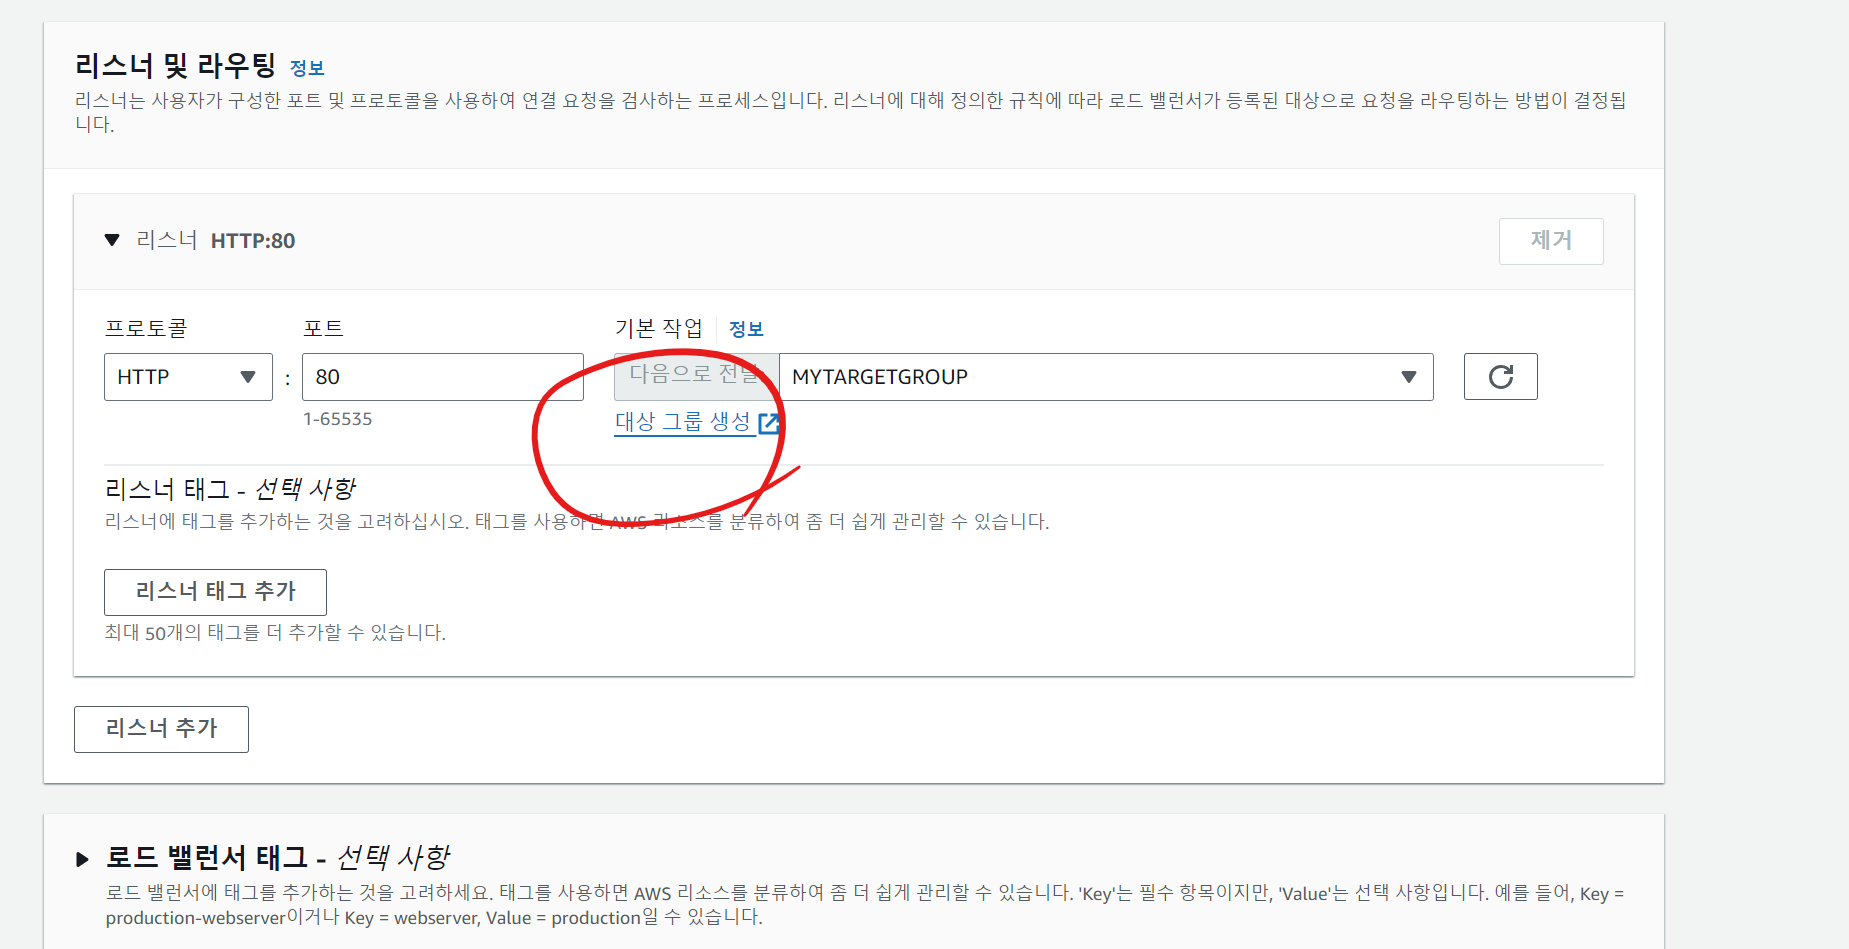 리스너 및 라우팅 정보
리스너는 사용자가 구성한 포트 및 프로토콜을 사용하여 연결 요청을 검사하는 프로세스입니다. 리스너에 대해 정의한 규칙에 따라 로드 밸런서가 등록된 대상으로 요청을 라우팅하는 방법이 결정됩
니다.
리스너 HTTP:80
제거
프로토콜 포트 기본 작업 정보
HTTP : 80 다음으로 전달: MYTARGETGROUP
1-65535 대상 그룹 생성
리스너 태그 - 선택 사항
리스너에 태그를 추가하는 것을 고려하십시오. 태그를 사용하면 AWS 리소스를 분류하여 좀 더 쉽게 관리할 수 있습니다.
리스너 태그 추가
최대 50개의 태그를 더 추가할 수 있습니다.
리스너 추가
로드 밸런서 태그 - 선택 사항
로드 밸런서에 태그를 추가하는 것을 고려하세요. 태그를 사용하면 AWS 리소스를 분류하여 좀 더 쉽게 관리할 수 있습니다. 'Key'는 필수 항목이지만, 'Value'는 선택 사항입니다. 예를 들어, Key =
production-webserver이거나 Key = webserver, Value = production일 수 있습니다.